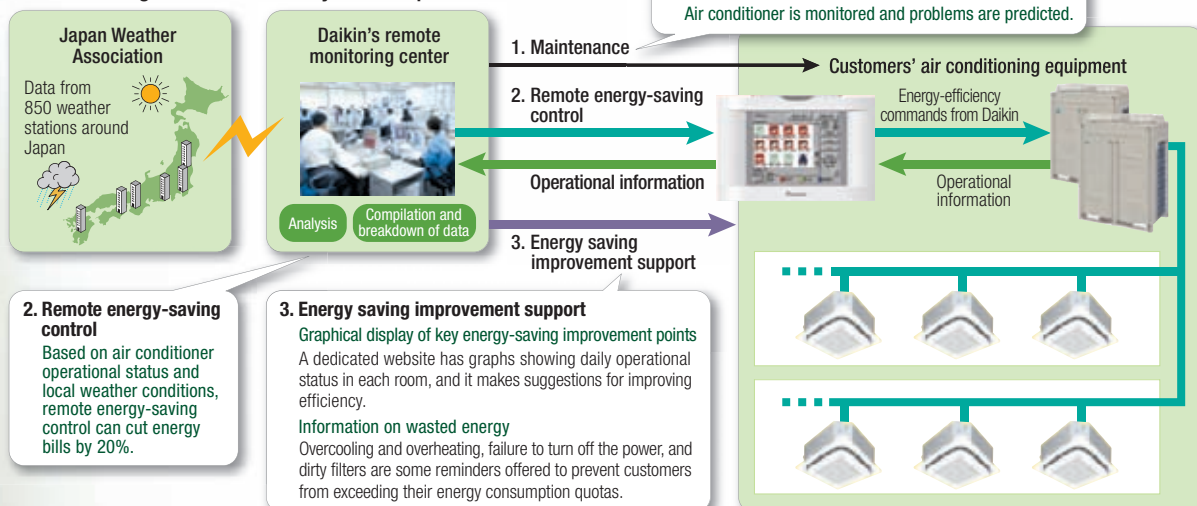 Air conditioner is monitored and problems are predicted.
Japan Weather
Association
Data from
850 weather
stations around
Japan
Daikin's remote
monitoring center
Analysis
Compilation and
breakdown of data
1. Maintenance
2. Remote energy-saving
control
Operational information
3. Energy saving
improvement support
Customers' air conditioning equipment
Energy-efficiency
commands from Daikin
Operational
information
2. Remote energy-saving
control
Based on air conditioner
operational status and
local weather conditions,
remote energy-saving
control can cut energy
bills by 20%.
3. Energy saving improvement support
Graphical display of key energy-saving improvement points
A dedicated website has graphs showing daily operational
status in each room, and it makes suggestions for improving
efficiency.
Information on wasted energy
Overcooling and overheating, failure to turn off the power, and
dirty filters are some reminders offered to prevent customers
from exceeding their energy consumption quotas.